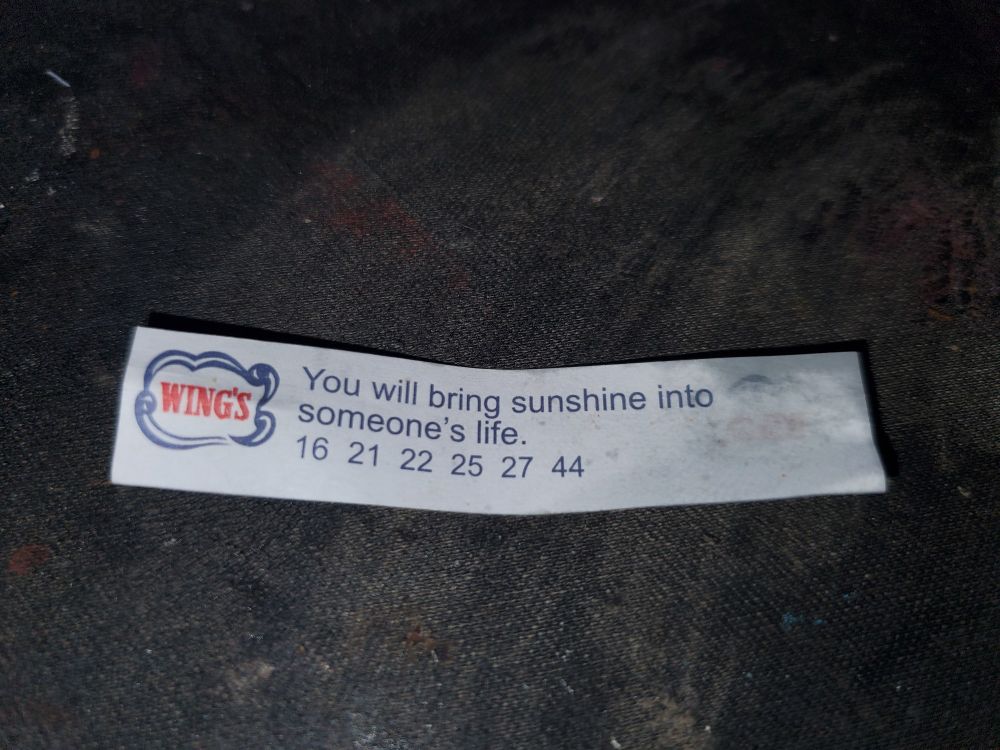 WING'S
You will bring sunshine into
someone's life.
16 21 22 25 27 44